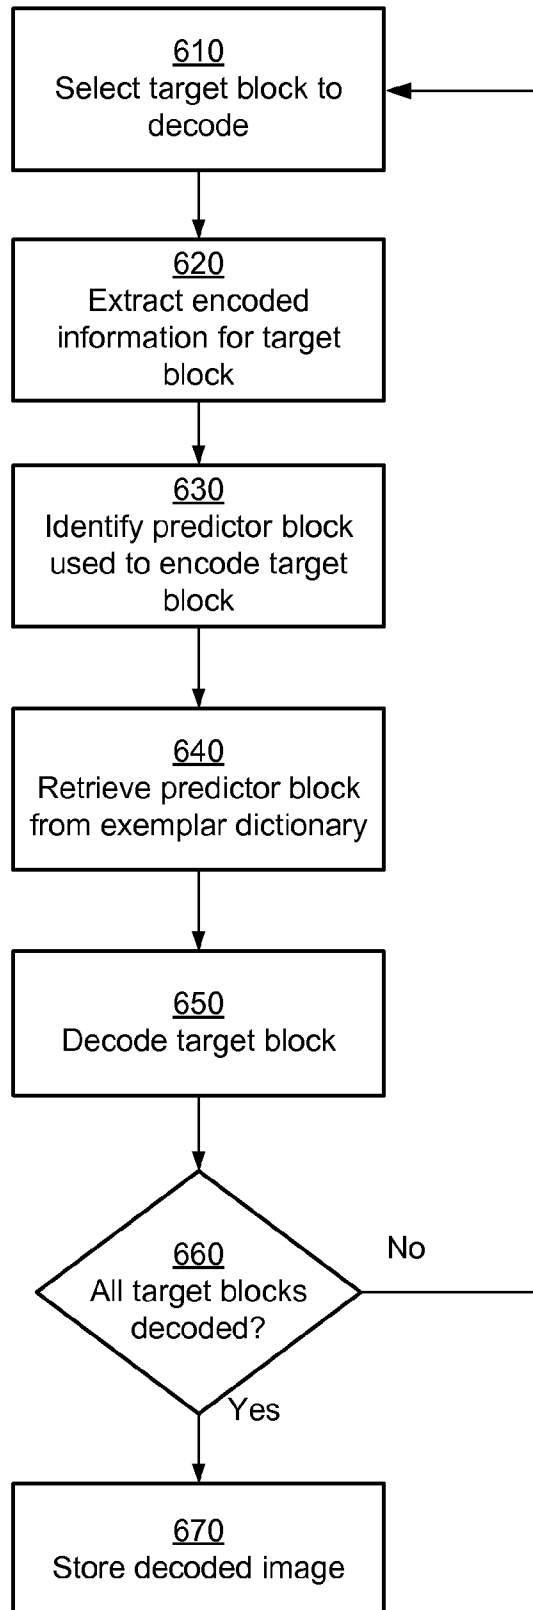 610
Select target block to
decode
620
Extract encoded
information for target
block
630
Identify predictor block
used to encode target
block
640
Retrieve predictor block
from exemplar dictionary
650
Decode target block
660
All target blocks
decoded?
No
Yes
670
Store decoded image